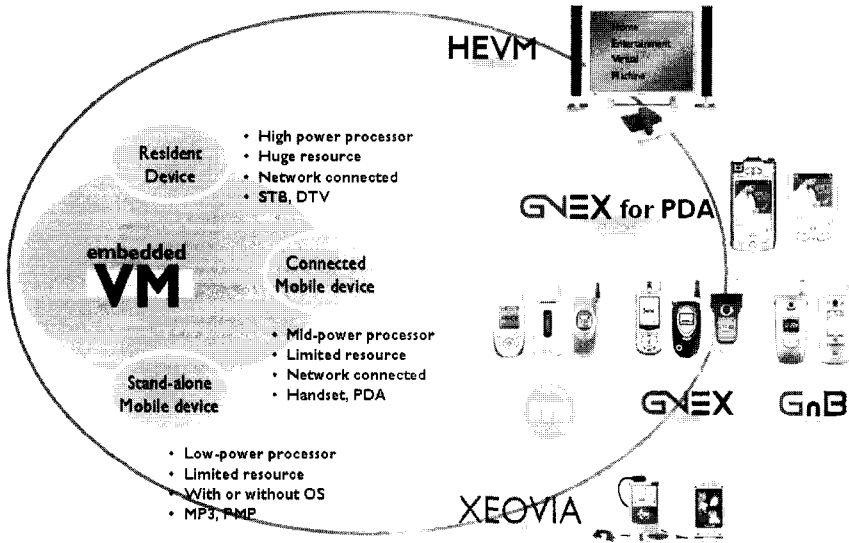 HEVM
Home
Entertainment
Virtual
Machine
Resident
Device
• High power processor
• Huge resource
• Network connected
• STB, DTV
GNEX for PDA
embedded
VM
Connected
Mobile device
• Mid-power processor
• Limited resource
• Network connected
• Handset, PDA
Stand-alone
Mobile device
GNEX
GnB
• Low-power processor
• Limited resource
• With or without OS
• MP3, PMP
XEOVIA